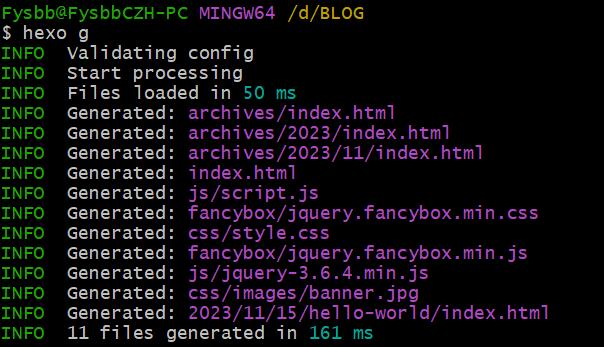 Fysbb@FysbbCZH-PC MINGW64 /d/BLOG
$ hexo g
INFO  Validating config
INFO  Start processing
INFO  Files loaded in 50 ms
INFO  Generated: archives/index.html
INFO  Generated: archives/2023/index.html
INFO  Generated: archives/2023/11/index.html
INFO  Generated: index.html
INFO  Generated: js/script.js
INFO  Generated: fancybox/jquery.fancybox.min.css
INFO  Generated: css/style.css
INFO  Generated: fancybox/jquery.fancybox.min.js
INFO  Generated: js/jquery-3.6.4.min.js
INFO  Generated: css/images/banner.jpg
INFO  Generated: 2023/11/15/hello-world/index.html
INFO  11 files generated in 161 ms